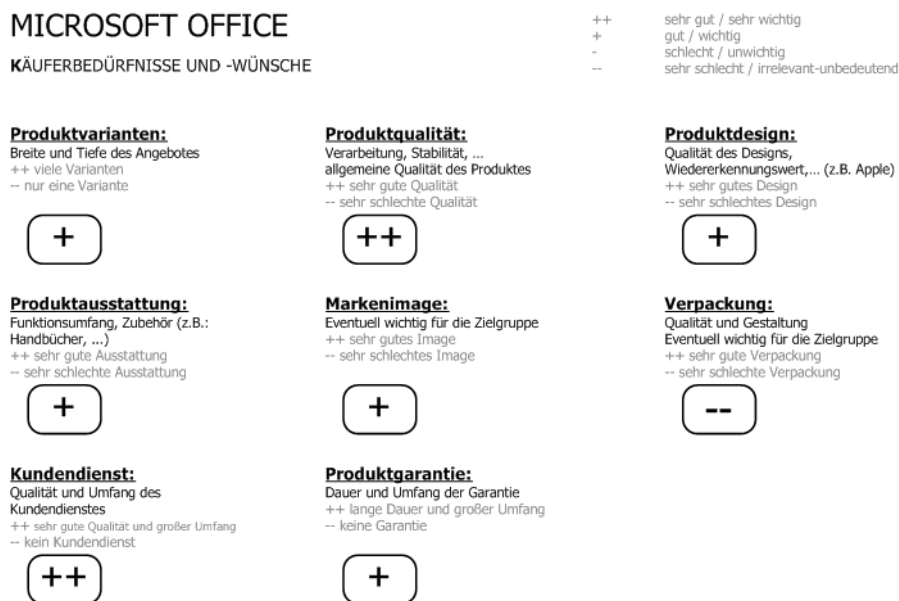 MICROSOFT OFFICE
KÄUFERBEDÜRFNISSE UND -WÜNSCHE
++ sehr gut / sehr wichtig
+ gut / wichtig
- schlecht / unwichtig
-- sehr schlecht / irrelevant-unbedeutend
Produktvarianten:
Breite und Tiefe des Angebotes
++ viele Varianten
-- nur eine Variante
+
Produktqualität:
Verarbeitung, Stabilität, ...
allgemeine Qualität des Produktes
++ sehr gute Qualität
-- sehr schlechte Qualität
++
Produktdesign:
Qualität des Designs,
Wiedererkennungswert,... (z.B. Apple)
++ sehr gutes Design
-- sehr schlechtes Design
+
Produktausstattung:
Funktionsumfang, Zubehör (z.B.:
Handbücher, ...)
++ sehr gute Ausstattung
-- sehr schlechte Ausstattung
+
Markenimage:
Eventuell wichtig für die Zielgruppe
++ sehr gutes Image
-- sehr schlechtes Image
+
Verpackung:
Qualität und Gestaltung
Eventuell wichtig für die Zielgruppe
++ sehr gute Verpackung
-- sehr schlechte Verpackung
--
Kundendienst:
Qualität und Umfang des
Kundendienstes
++ sehr gute Qualität und großer Umfang
-- kein Kundendienst
++
Produktgarantie:
Dauer und Umfang der Garantie
++ lange Dauer und großer Umfang
-- keine Garantie
+